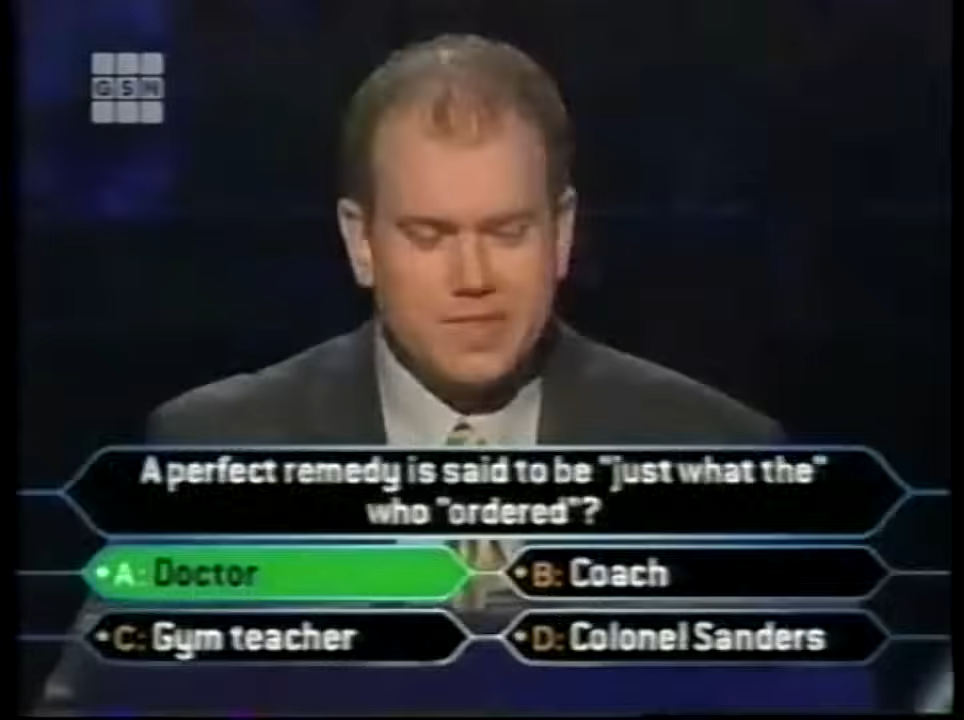 GSN
A perfect remedy is said to be "just what the"
who "ordered"?
A: Doctor
B: Coach
C: Gym teacher
D: Colonel Sanders